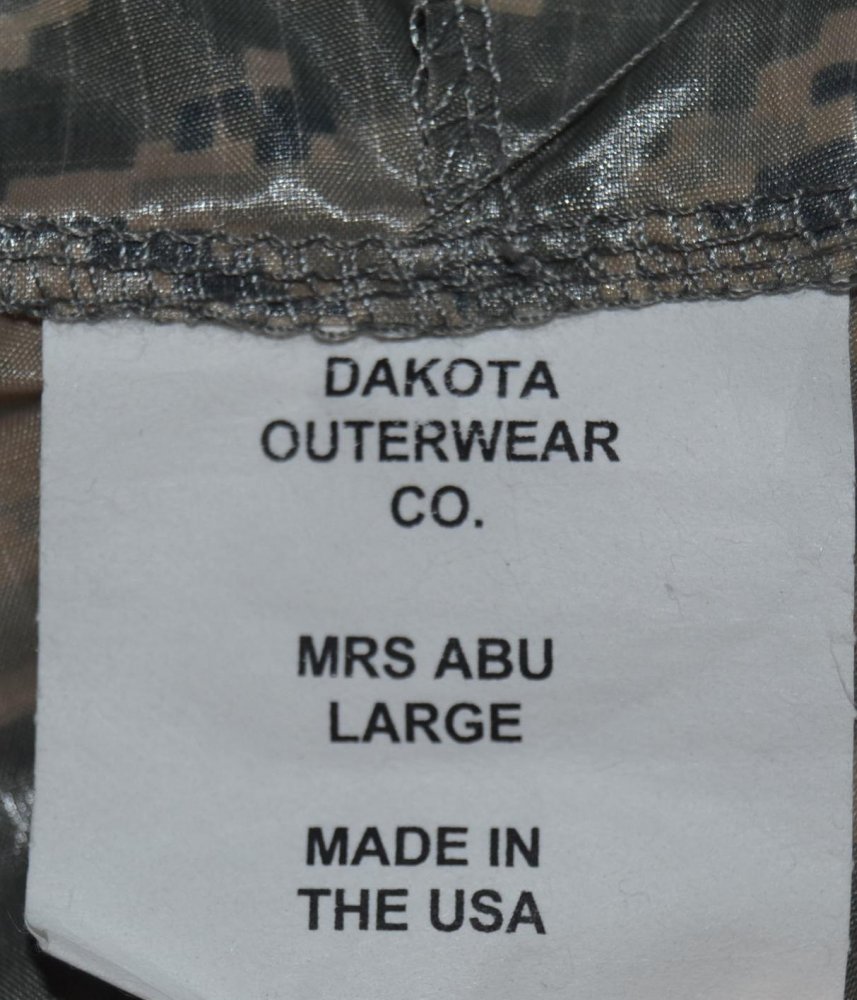 DAKOTA
OUTERWEAR
CO.
MRS ABU
LARGE
MADE IN
THE USA